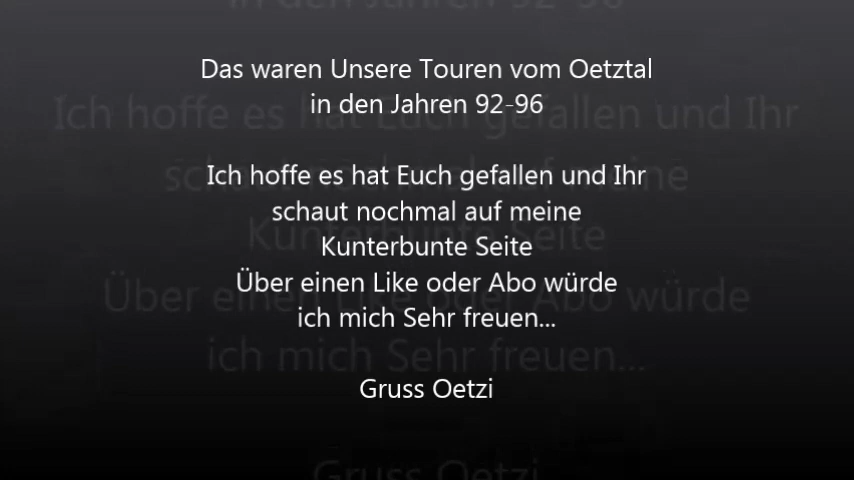 Das waren Unsere Touren vom Oetztal
in den Jahren 92-96
Ich hoffe es hat Euch gefallen und Ihr
schaut nochmal auf meine
Kunterbunte Seite
Über einen Like oder Abo würde
ich mich Sehr freuen...
Gruss Oetzi